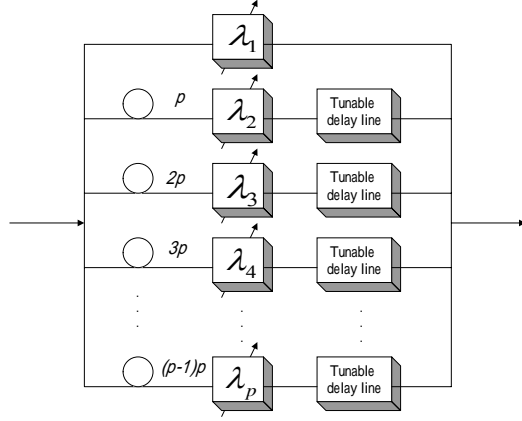 λ1
p
λ2
Tunable
delay line
2p
λ3
Tunable
delay line
3p
λ4
Tunable
delay line
(p-1)p
λp
Tunable
delay line